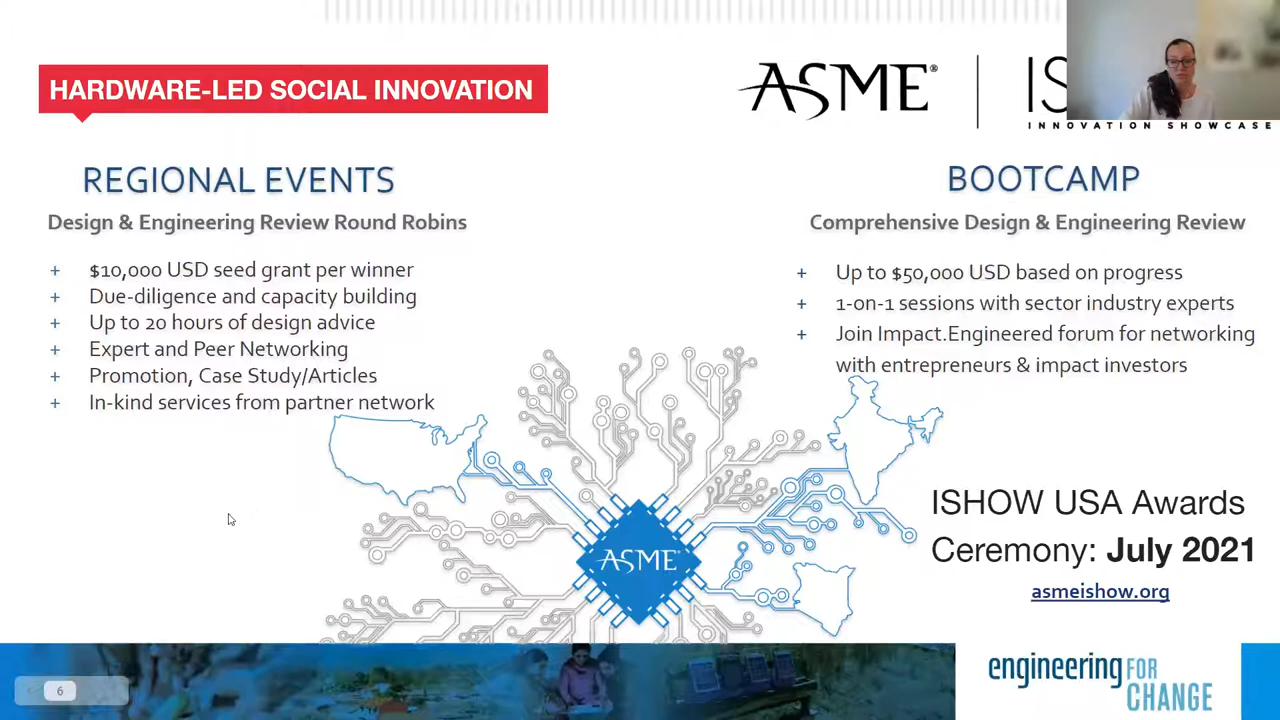 HARDWARE-LED SOCIAL INNOVATION
ASME®
IS
INNOVATION SHOWCASE
REGIONAL EVENTS
Design & Engineering Review Round Robins
+ $10,000 USD seed grant per winner
+ Due-diligence and capacity building
+ Up to 20 hours of design advice
+ Expert and Peer Networking
+ Promotion, Case Study/Articles
+ In-kind services from partner network
BOOTCAMP
Comprehensive Design & Engineering Review
+ Up to $50,000 USD based on progress
+ 1-on-1 sessions with sector industry experts
+ Join Impact.Engineered forum for networking
with entrepreneurs & impact investors
ASME
ISHOW USA Awards
Ceremony: July 2021
asmeishow.org
6
engineering FOR
CHANGE